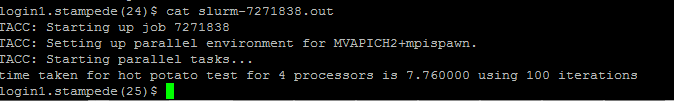 login1.stampede(24)$ cat slurm-7271838.out
TACC: Starting up job 7271838
TACC: Setting up parallel environment for MVAPICH2+mpispawn.
TACC: Starting parallel tasks...
time taken for hot potato test for 4 processors is 7.760000 using 100 iterations
login1.stampede(25)$